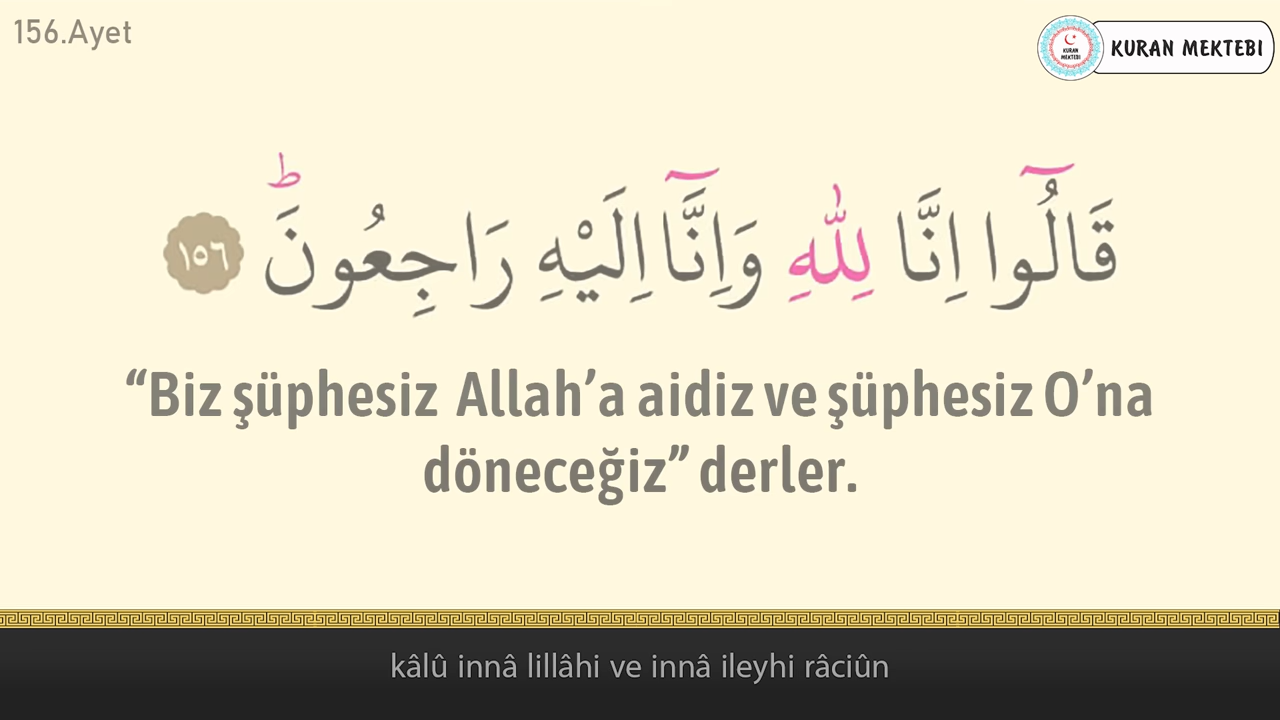 156.Ayet
KURAN MEKTEBI
KURAN
MEKTEBİ
قَالُٓوا اِنَّا لِلّٰهِ وَاِنَّٓا اِلَيْهِ رَاجِعُونَۜ ١٥٦
“Biz şüphesiz Allah’a aidiz ve şüphesiz O’na
döneceğiz” derler.
kâlû innâ lillâhi ve innâ ileyhi râciûn